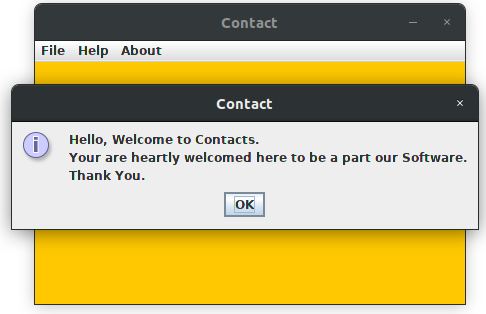 Contact
File Help About
Contact
Hello, Welcome to Contacts.
Your are heartly welcomed here to be a part our Software.
Thank You.
OK